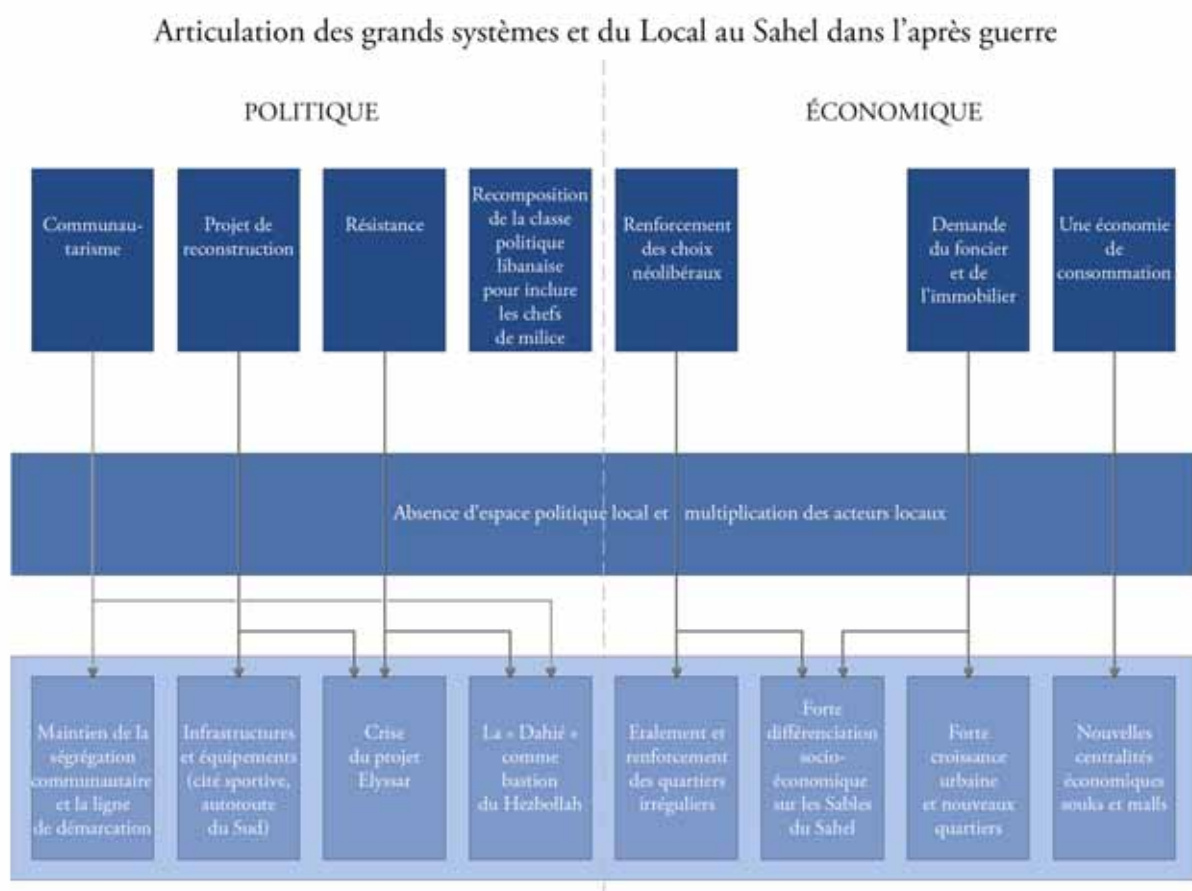 Articulation des grands systèmes et du Local au Sahel dans l'après guerre
POLITIQUE
ÉCONOMIQUE
Communau-
tarisme
Projet de
reconstruction
Résistance
Recomposition
de la classe
politique
libanaise
pour inclure
les chefs
de milice
Renforcement
des choix
néolibéraux
Demande
du foncier
et de
l'immobilier
Une économie
de
consommation
Absence d'espace politique local et multiplication des acteurs locaux
Maintien de la
ségrégation
communautaire
et la ligne
de démarcation
Infrastructures
et équipements
(cité sportive,
autoroute
du Sud)
Crise
du projet
Elyssar
La « Dahié »
comme
bastion
du Hezbollah
Etalement et
renforcement
des quartiers
irréguliers
Forte
différenciation
socio-
économique
sur les Sables
du Sahel
Forte
croissance
urbaine
et nouveaux
quartiers
Nouvelles
centralités
économiques
souks et malls